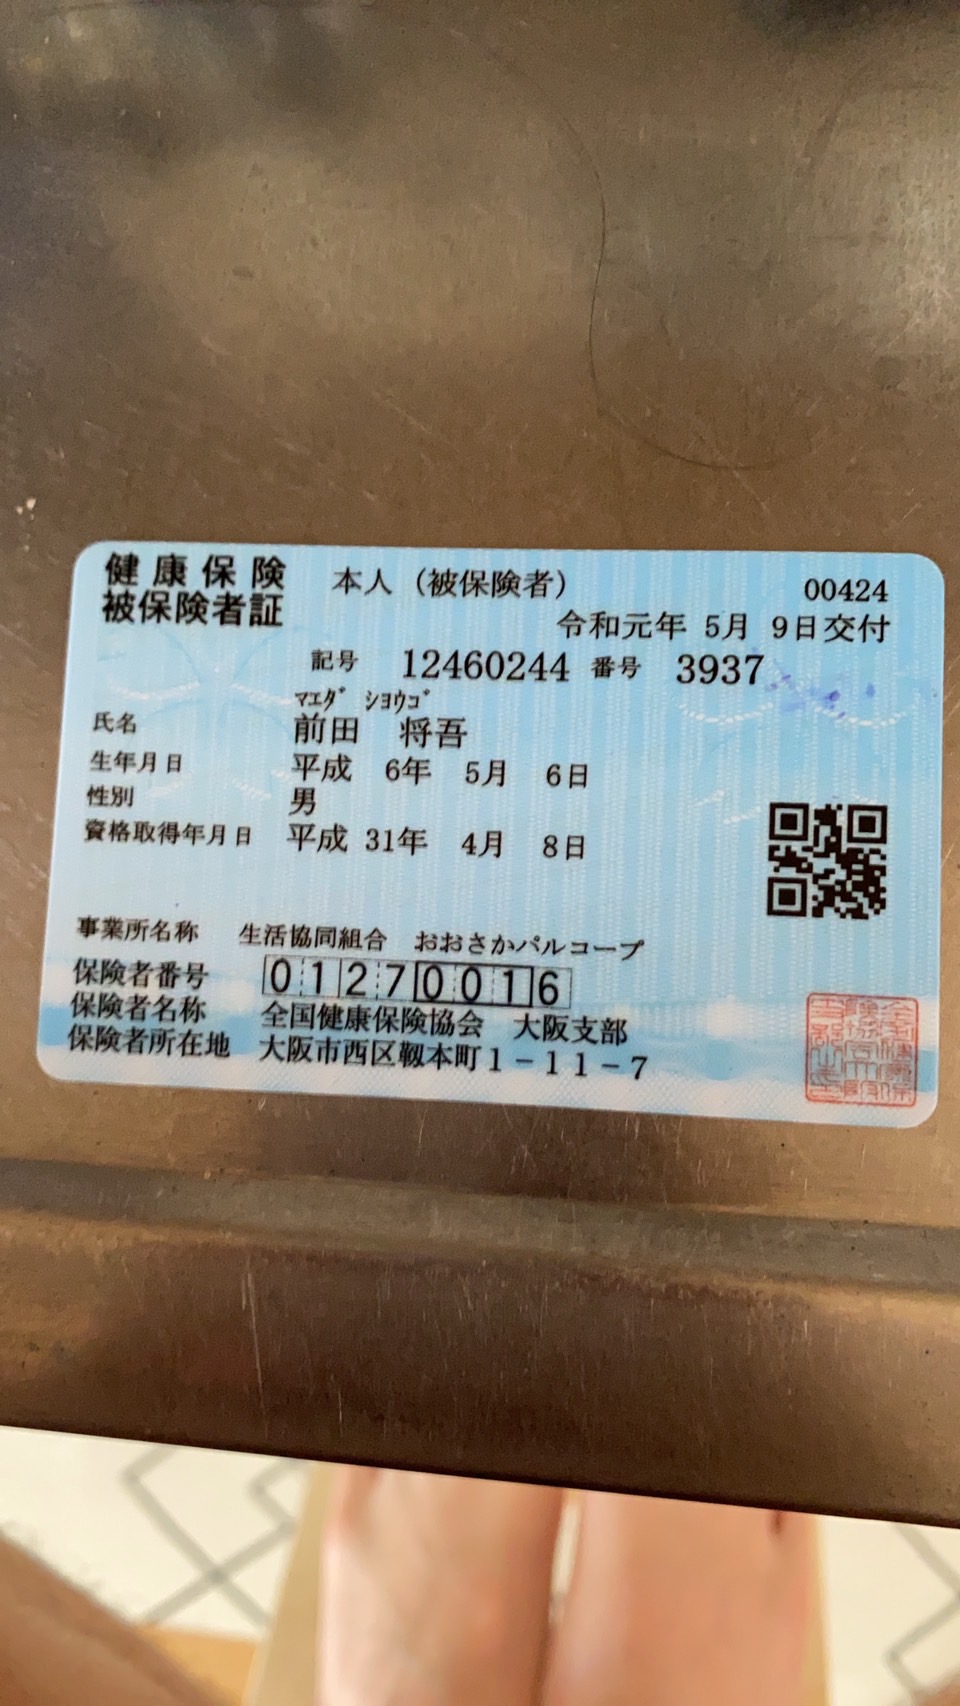 健康保険 本人（被保険者） 00424
被保険者証 令和元年 5月 9日交付
記号 12460244 番号 3937
ﾏｴﾀﾞ ｼﾖｳｺﾞ
氏名 前田 将吾
生年月日 平成 6年 5月 6日
性別 男
資格取得年月日 平成 31年 4月 8日
事業所名称 生活協同組合 おおさかパルコープ
保険者番号 01270016
保険者名称 全国健康保険協会 大阪支部
保険者所在地 大阪市西区靱本町1-11-7